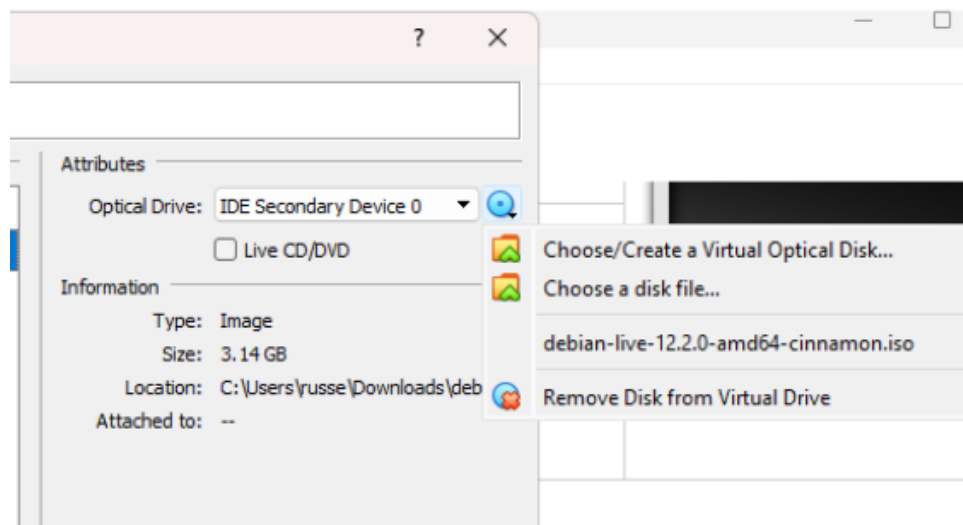 ?
Attributes
Optical Drive: IDE Secondary Device 0
Live CD/DVD
Information
Type: Image
Size: 3.14 GB
Location: C:\Users\russe\Downloads\deb
Attached to: --
Choose/Create a Virtual Optical Disk...
Choose a disk file...
debian-live-12.2.0-amd64-cinnamon.iso
Remove Disk from Virtual Drive